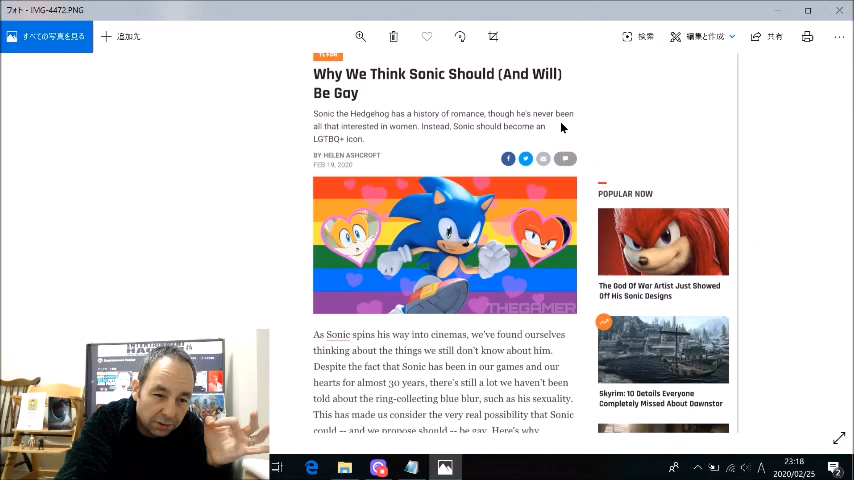 フォト - IMG-4472.PNG
すべての写真を見る
追加先
検索
編集と作成
共有
Why We Think Sonic Should (And Will)
Be Gay
Sonic the Hedgehog has a history of romance, though he's never been
all that interested in women. Instead, Sonic should become an
LGTBQ+ icon.
BY HELEN ASHCROFT
FEB 19, 2020
THEGAMER
As Sonic spins his way into cinemas, we've found ourselves
thinking about the things we still don't know about him.
Despite the fact that Sonic has been in our games and our
hearts for almost 30 years, there's still a lot we haven't been
told about the ring-collecting blue blur, such as his sexuality.
This has made us consider the very real possibility that Sonic
could -- and we propose should -- be gay. Here's why
POPULAR NOW
The God Of War Artist Just Showed
Off His Sonic Designs
Skyrim: 10 Details Everyone
Completely Missed About Dawnstar
A
23:18
2020/02/25
2